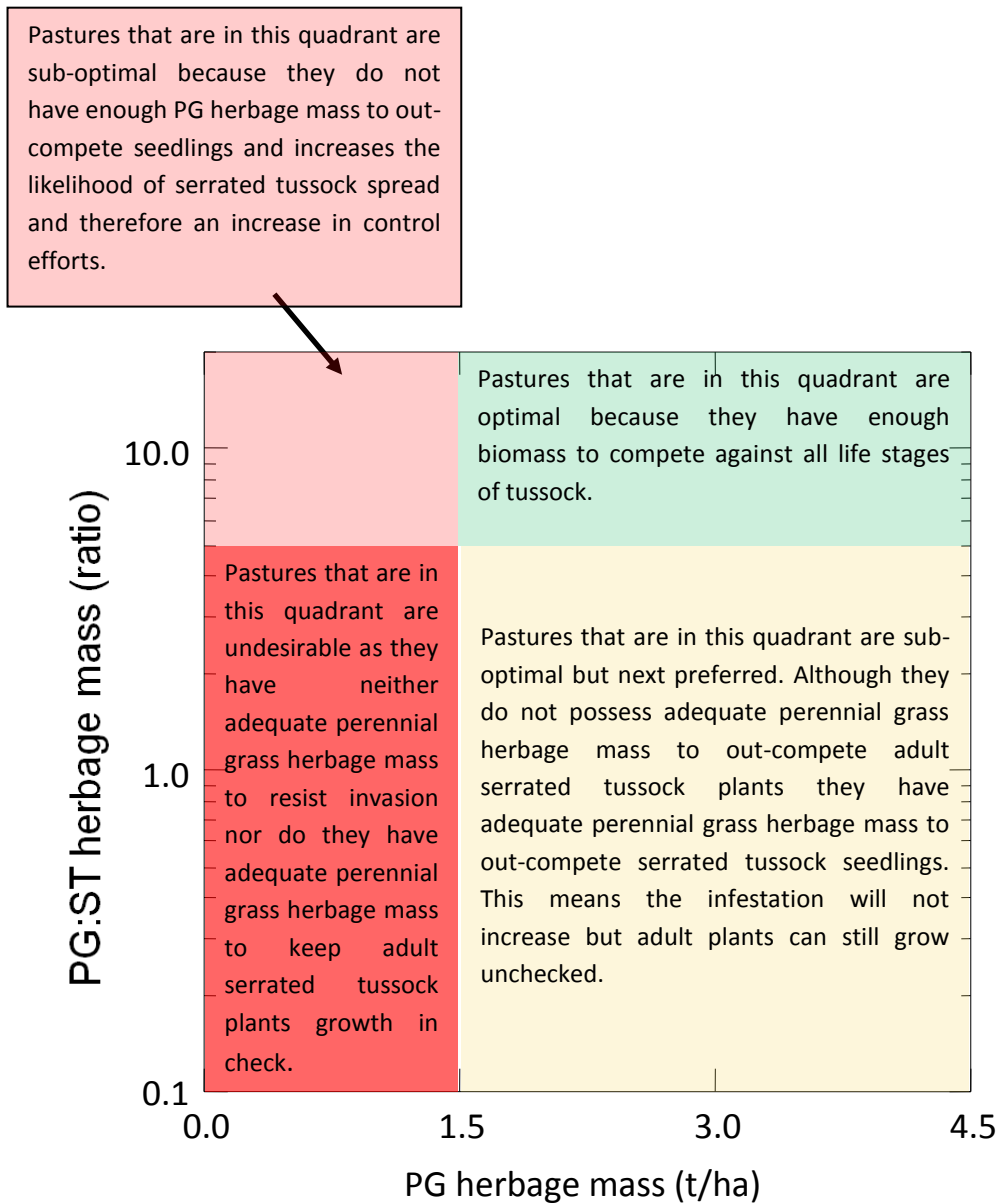 Pastures that are in this quadrant are
sub-optimal because they do not
have enough PG herbage mass to out-
compete seedlings and increases the
likelihood of serrated tussock spread
and therefore an increase in control
efforts.
Pastures that are in this quadrant are
optimal because they have enough
biomass to compete against all life stages
of tussock.
Pastures that are in
this quadrant are
undesirable as they
have neither
adequate perennial
grass herbage mass
to resist invasion
nor do they have
adequate perennial
grass herbage mass
to keep adult
serrated tussock
plants growth in
check.
Pastures that are in this quadrant are sub-
optimal but next preferred. Although they
do not possess adequate perennial grass
herbage mass to out-compete adult
serrated tussock plants they have
adequate perennial grass herbage mass to
out-compete serrated tussock seedlings.
This means the infestation will not
increase but adult plants can still grow
unchecked.
PG:ST herbage mass (ratio)
10.0
1.0
0.1
0.0
1.5
3.0
4.5
PG herbage mass (t/ha)